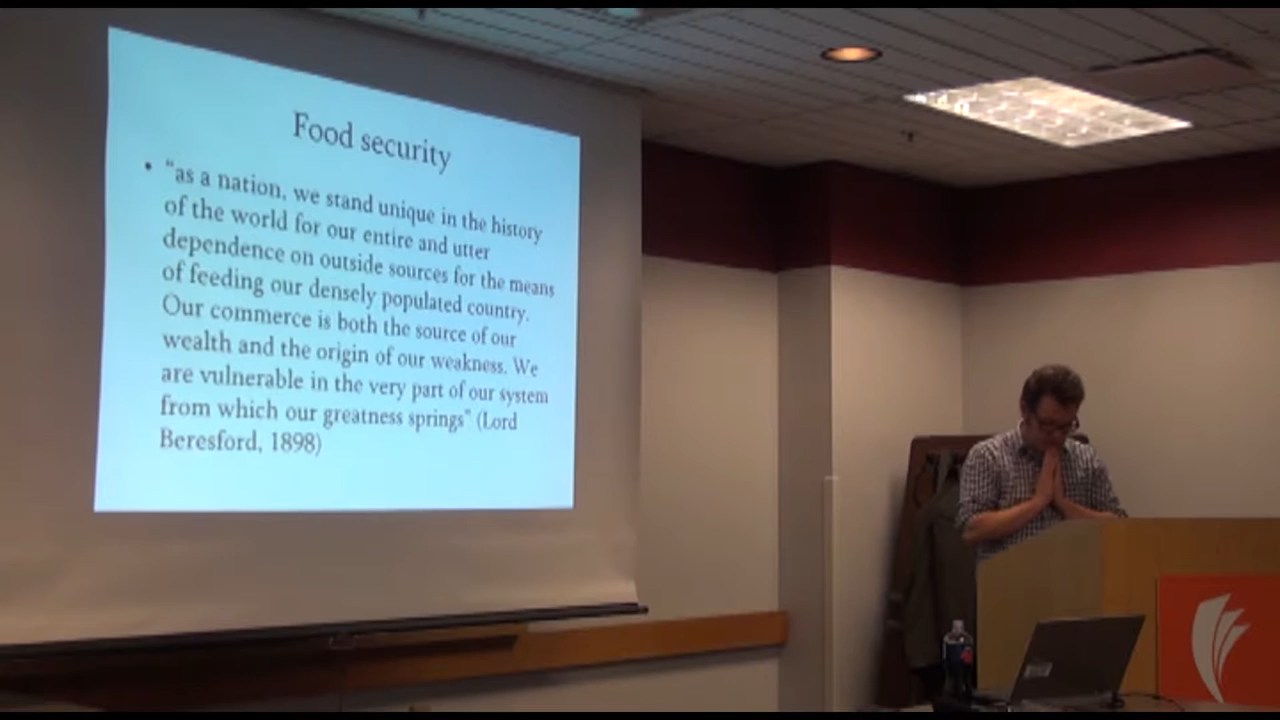 Food security
• “as a nation, we stand unique in the history
of the world for our entire and utter
dependence on outside sources for the means
of feeding our densely populated country.
Our commerce is both the source of our
wealth and the origin of our weakness. We
are vulnerable in the very part of our system
from which our greatness springs” (Lord
Beresford, 1898)